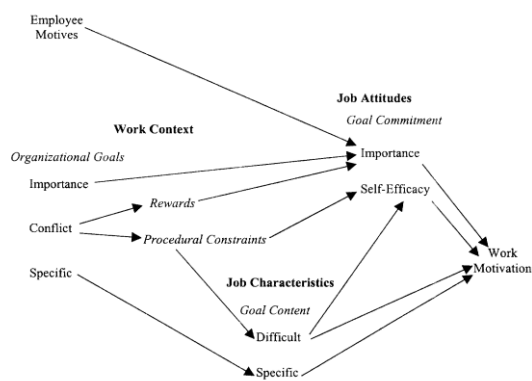 Employee
Motives
Job Attitudes
Work Context
Goal Commitment
Organizational Goals
Importance
Importance
Rewards
Self-Efficacy
Conflict
Procedural Constraints
Work
Motivation
Specific
Job Characteristics
Goal Content
Difficult
Specific